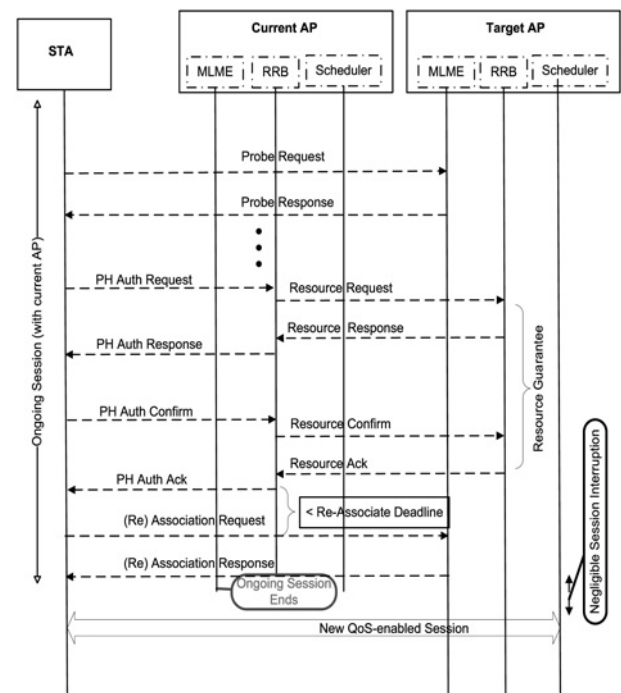 Current AP
Target AP
STA
MLME
RRB
Scheduler
MLME
RRB
Scheduler
Probe Request
Probe Response
PH Auth Request
Resource Request
Resource Response
PH Auth Response
PH Auth Confirm
Resource Confirm
Resource Ack
PH Auth Ack
< Re-Associate Deadline
(Re) Association Request
(Re) Association Response
Ongoing Session
Ends
New QoS-enabled Session
Ongoing Session (with current AP)
Resource Guarantee
Negligible Session Interruption